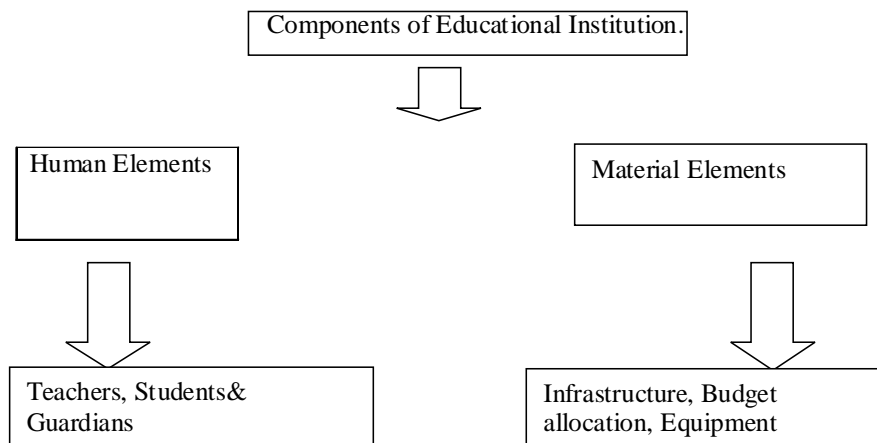 Components of Educational Institution.
Human Elements
Material Elements
Teachers, Students&
Guardians
Infrastructure, Budget
allocation, Equipment